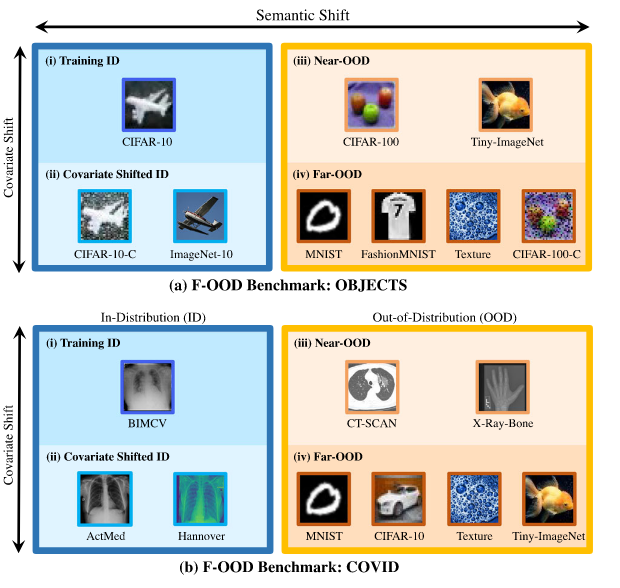 Semantic Shift
Covariate Shift
(i) Training ID
CIFAR-10
(ii) Covariate Shifted ID
CIFAR-10-C
ImageNet-10
(iii) Near-OOD
CIFAR-100
Tiny-ImageNet
(iv) Far-OOD
MNIST
FashionMNIST
7
Texture
CIFAR-100-C
(a) F-OOD Benchmark: OBJECTS
In-Distribution (ID)
Out-of-Distribution (OOD)
Covariate Shift
(i) Training ID
BIMCV
(ii) Covariate Shifted ID
ActMed
Hannover
(iii) Near-OOD
CT-SCAN
X-Ray-Bone
(iv) Far-OOD
MNIST
CIFAR-10
Texture
Tiny-ImageNet
(b) F-OOD Benchmark: COVID